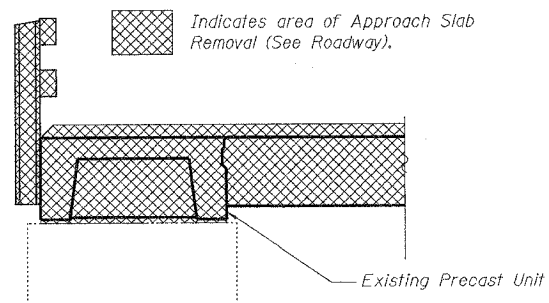 Indicates area of Approach Slab
Removal (See Roadway).
Existing Precast Unit